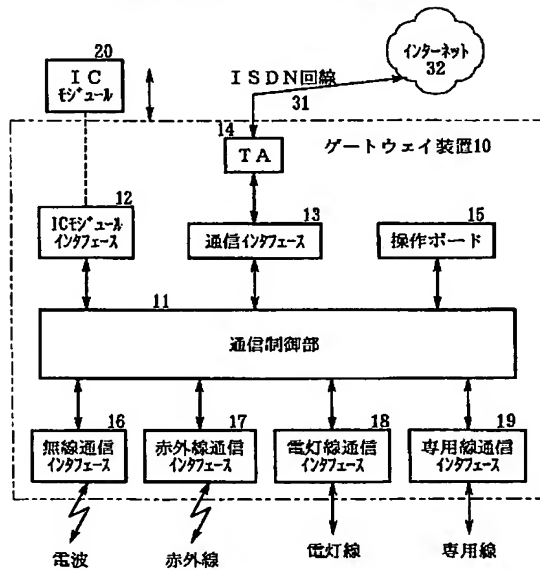 20
ＩＣ
モジュール
インターネット
32
ＩＳＤＮ回線
31
14
ＴＡ
ゲートウェイ装置10
12
ICモジュール
インタフェース
13
通信インタフェース
15
操作ボード
11
通信制御部
16
無線通信
インタフェース
17
赤外線通信
インタフェース
18
電灯線通信
インタフェース
19
専用線通信
インタフェース
電波
赤外線
電灯線
専用線